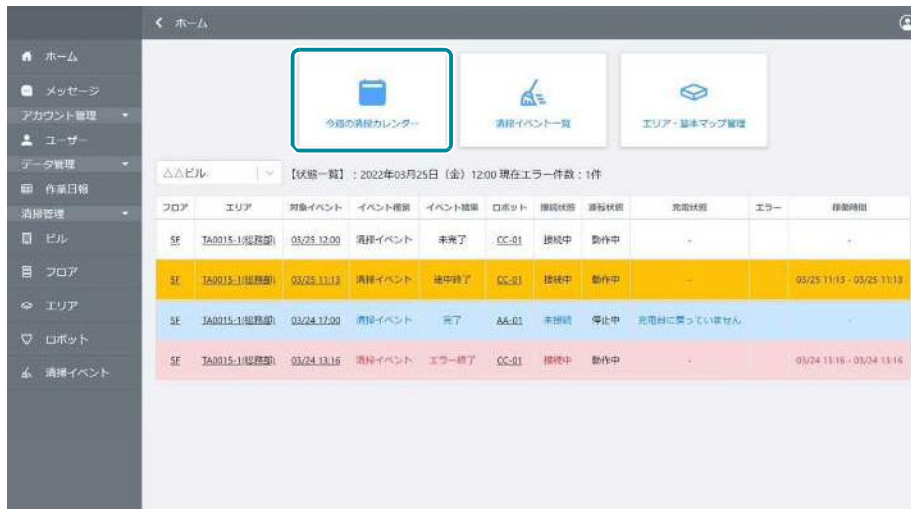 ホーム
ホーム
メッセージ
アカウント管理
ユーザー
データ管理
作業日報
清掃管理
ビル
フロア
エリア
ロボット
清掃イベント
今週の清掃カレンダー
清掃イベント一覧
エリア・基本マップ管理
△△ビル
【状態一覧】：2022年03月25日（金）12:00 現在エラー件数：1件
フロア エリア 対象イベント イベント種別 イベント結果 ロボット 接続状態 運転状態 充電状態 エラー 稼働時間
5F TA0015-1(総務部) 03/25 12:00 清掃イベント 未完了 CC-01 接続中 動作中 - -
5F TA0015-1(総務部) 03/25 11:13 清掃イベント 途中終了 CC-01 接続中 動作中 - 03/25 11:13 - 03/25 11:13
5F TA0015-1(総務部) 03/24 17:00 清掃イベント 完了 AA-01 未接続 停止中 充電台に戻っていません -
5F TA0015-1(総務部) 03/24 13:16 清掃イベント エラー終了 CC-01 接続中 動作中 - 03/24 13:16 - 03/24 13:16